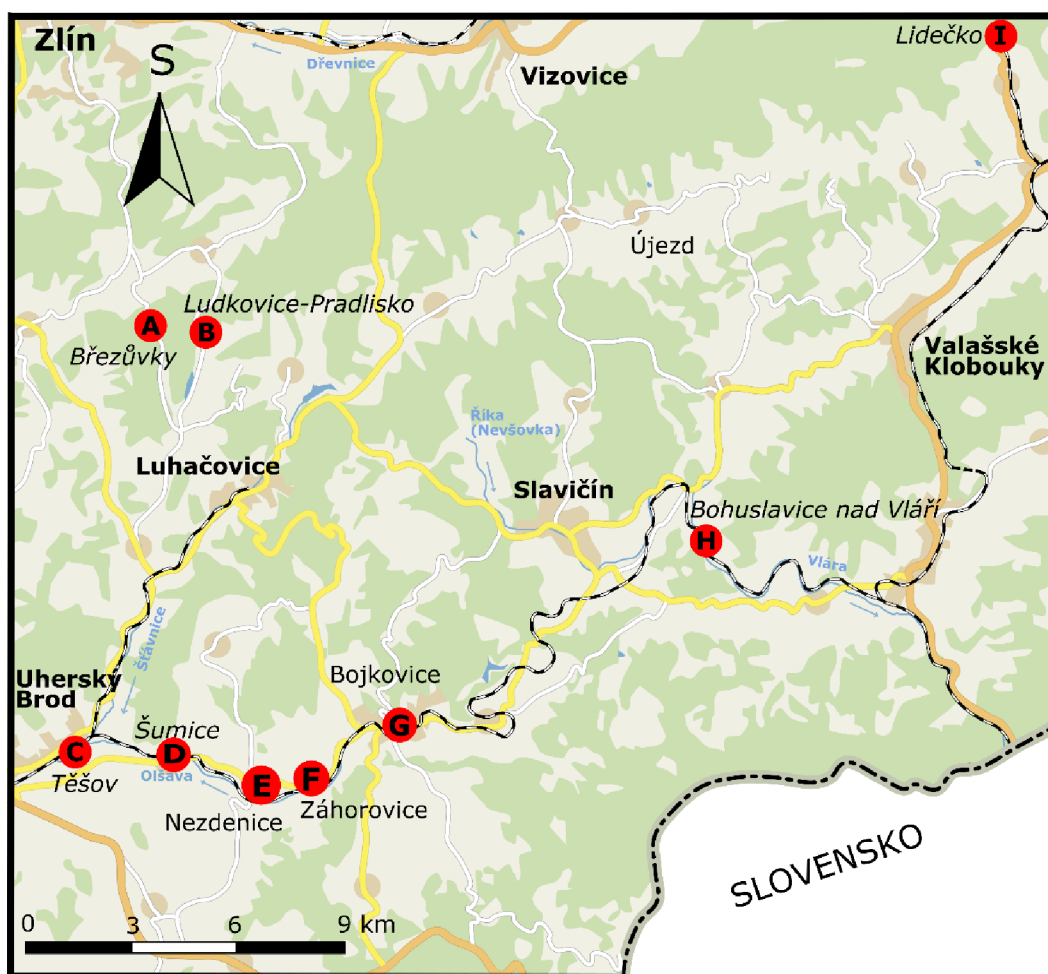 Zlín
Dřevnice
Vizovice
Lidečko
I
S
Újezd
Ludkovice-Pradlisko
A
B
Březůvky
Valašské
Klobouky
Říka
(Nevšovka)
Luhačovice
Slavičín
Bohuslavice nad Vláří
H
Vlára
Šťávnice
Uherský
Brod
Bojkovice
G
Šumice
C
D
Těšov
Olšava
E
F
Nezdenice
Záhorovice
SLOVENSKO
0 3 6 9 km